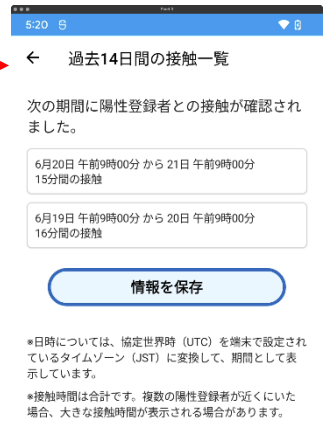 5:20
← 過去14日間の接触一覧
次の期間に陽性登録者との接触が確認され
ました。
6月20日 午前9時00分 から 21日 午前9時00分
15分間の接触
6月19日 午前9時00分 から 20日 午前9時00分
16分間の接触
情報を保存
※日時については、協定世界時（UTC）を端末で設定され
ているタイムゾーン（JST）に変換して、期間として表
示しています。
※接触時間は合計です。複数の陽性登録者が近くにいた
場合、大きな接触時間が表示される場合があります。